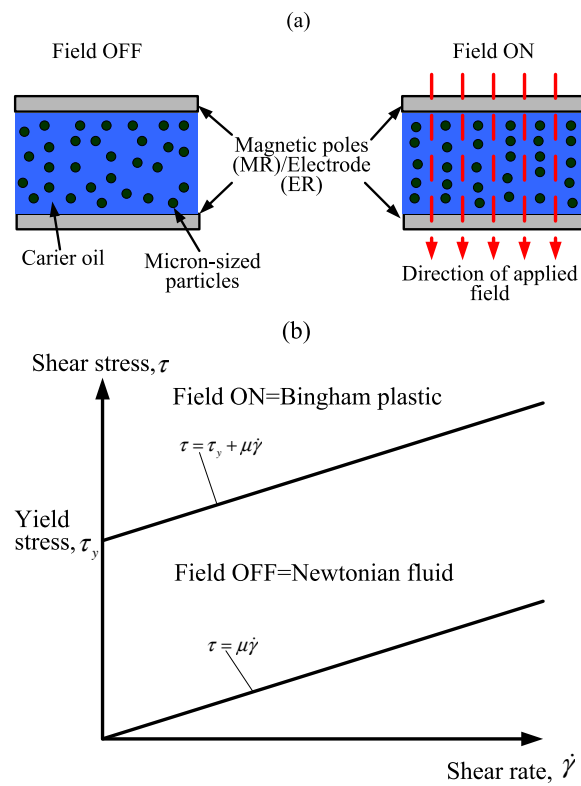 (a)
Field OFF
Field ON
Magnetic poles
(MR)/Electrode
(ER)
Carier oil
Micron-sized
particles
Direction of applied
field
(b)
Shear stress, τ
Field ON=Bingham plastic
τ = τ_y + μγ̇
Yield
stress, τ_y
Field OFF=Newtonian fluid
τ = μγ̇
Shear rate, γ̇